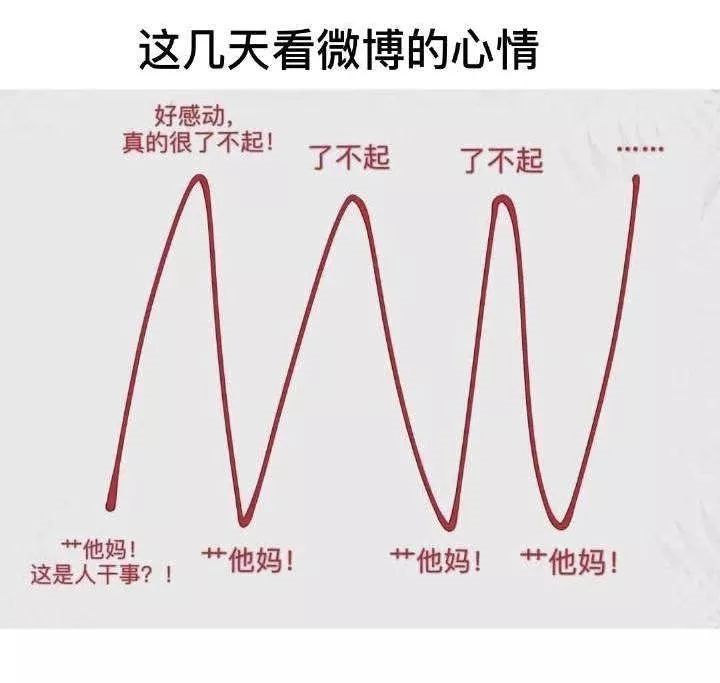 这几天看微博的心情
好感动，
真的很了不起！
了不起
了不起
……
艹他妈！
这是人干事？！
艹他妈！
艹他妈！
艹他妈！